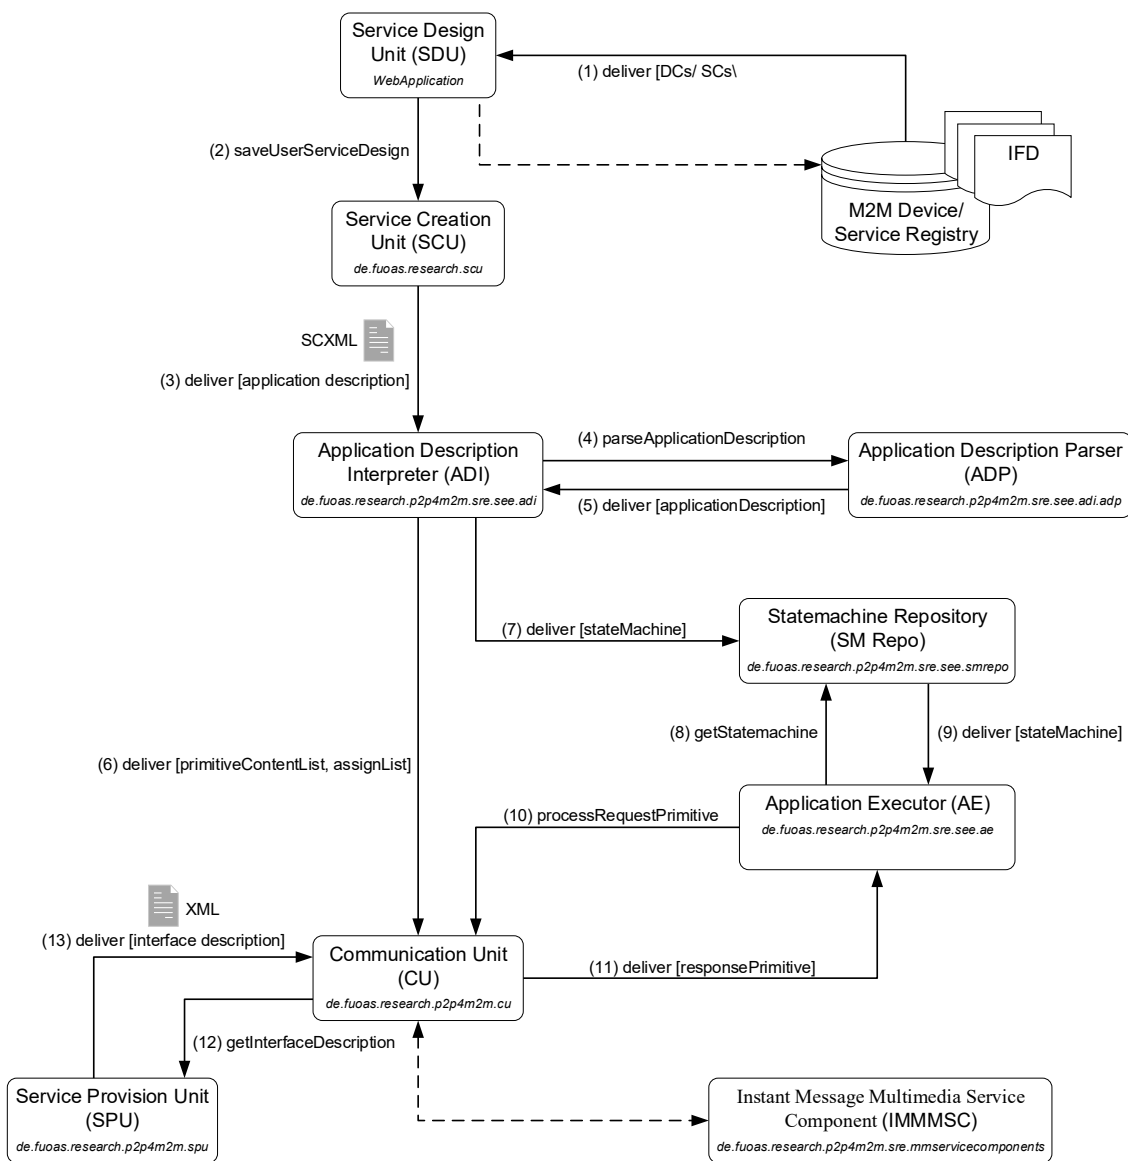 Service Design
Unit (SDU)
WebApplication
(1) deliver [DCs/ SCs\
(2) saveUserServiceDesign
IFD
M2M Device/
Service Registry
Service Creation
Unit (SCU)
de.fuoas.research.scu
SCXML
(3) deliver [application description]
Application Description
Interpreter (ADI)
de.fuoas.research.p2p4m2m.sre.see.adi
(4) parseApplicationDescription
(5) deliver [applicationDescription]
Application Description Parser
(ADP)
de.fuoas.research.p2p4m2m.sre.see.adi.adp
(7) deliver [stateMachine]
Statemachine Repository
(SM Repo)
de.fuoas.research.p2p4m2m.sre.see.smrepo
(8) getStatemachine
(9) deliver [stateMachine]
(6) deliver [primitiveContentList, assignList]
Application Executor (AE)
de.fuoas.research.p2p4m2m.sre.see.ae
(10) processRequestPrimitive
XML
(13) deliver [interface description]
Communication Unit
(CU)
de.fuoas.research.p2p4m2m.cu
(11) deliver [responsePrimitive]
(12) getInterfaceDescription
Service Provision Unit
(SPU)
de.fuoas.research.p2p4m2m.spu
Instant Message Multimedia Service
Component (IMMMSC)
de.fuoas.research.p2p4m2m.sre.mmservicecomponents